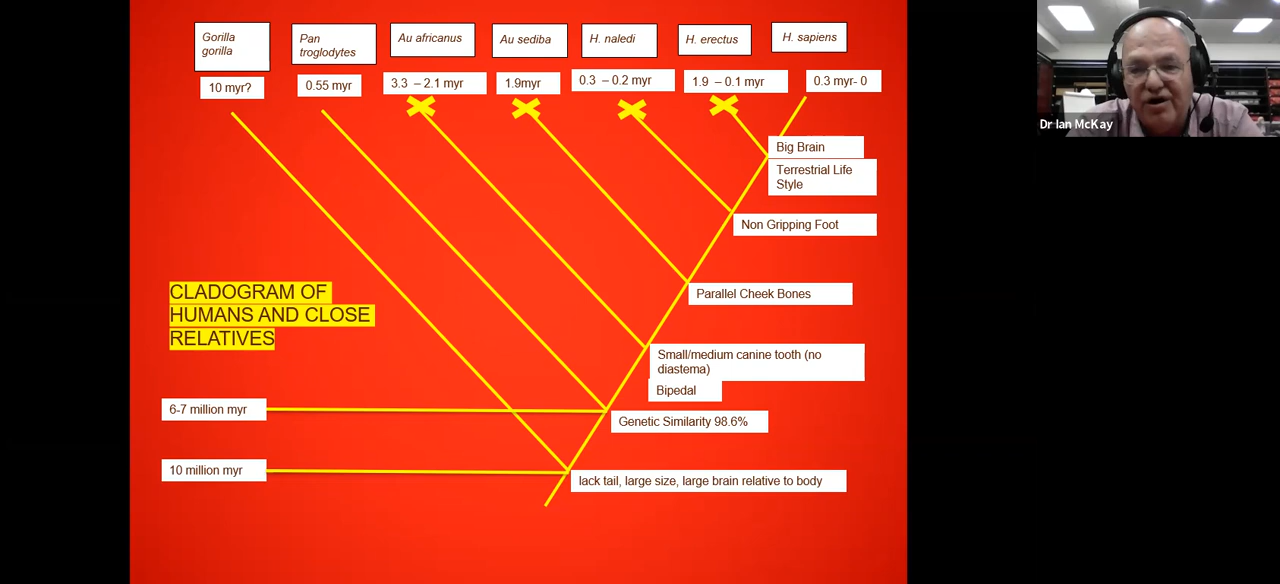 Gorilla
gorilla
Pan
troglodytes
Au africanus
Au sediba
H. naledi
H. erectus
H. sapiens
10 myr?
0.55 myr
3.3 – 2.1 myr
1.9myr
0.3 – 0.2 myr
1.9 – 0.1 myr
0.3 myr- 0
Dr Ian McKay
Big Brain
Terrestrial Life
Style
Non Gripping Foot
Parallel Cheek Bones
CLADOGRAM OF
HUMANS AND CLOSE
RELATIVES
Small/medium canine tooth (no
diastema)
Bipedal
6-7 million myr
Genetic Similarity 98.6%
10 million myr
lack tail, large size, large brain relative to body